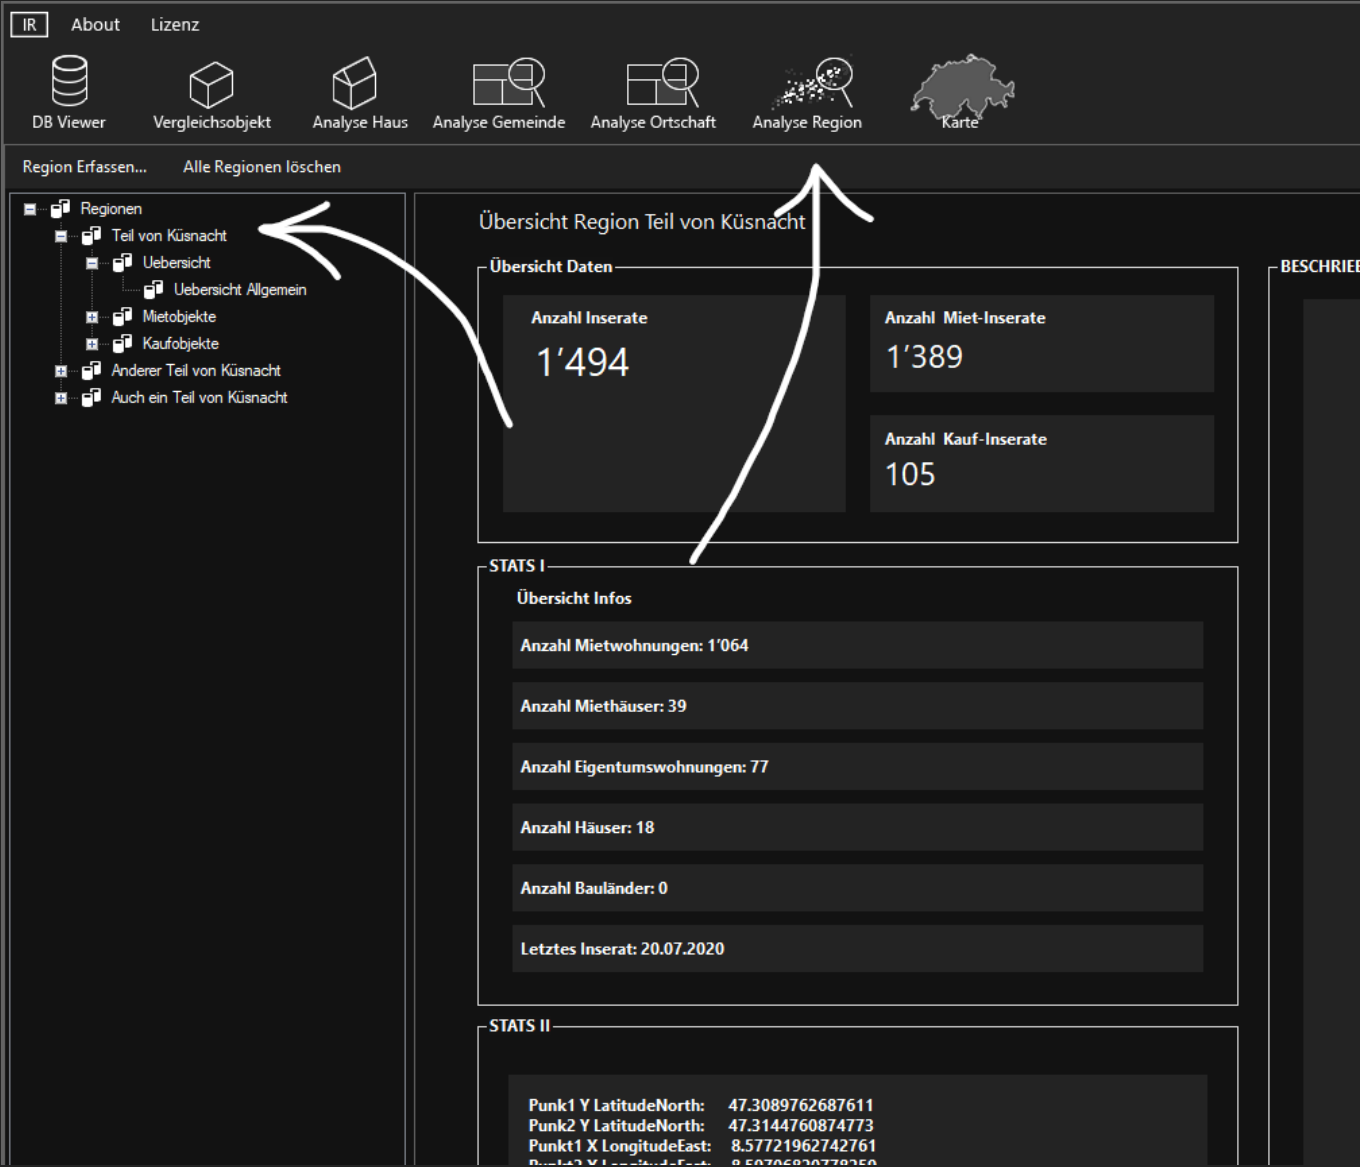 IR About Lizenz
DB Viewer Vergleichsobjekt Analyse Haus Analyse Gemeinde Analyse Ortschaft Analyse Region Karte
Region Erfassen... Alle Regionen löschen
Regionen
Teil von Küsnacht
Uebersicht
Uebersicht Allgemein
Mietobjekte
Kaufobjekte
Anderer Teil von Küsnacht
Auch ein Teil von Küsnacht
Übersicht Region Teil von Küsnacht
Übersicht Daten
Anzahl Inserate
1'494
Anzahl Miet-Inserate
1'389
Anzahl Kauf-Inserate
105
STATS I
Übersicht Infos
Anzahl Mietwohnungen: 1'064
Anzahl Miethäuser: 39
Anzahl Eigentumswohnungen: 77
Anzahl Häuser: 18
Anzahl Bauländer: 0
Letztes Inserat: 20.07.2020
STATS II
Punk1 Y LatitudeNorth: 47.3089762687611
Punk2 Y LatitudeNorth: 47.3144760874773
Punkt1 X LongitudeEast: 8.57721962742761
BESCHRIEB